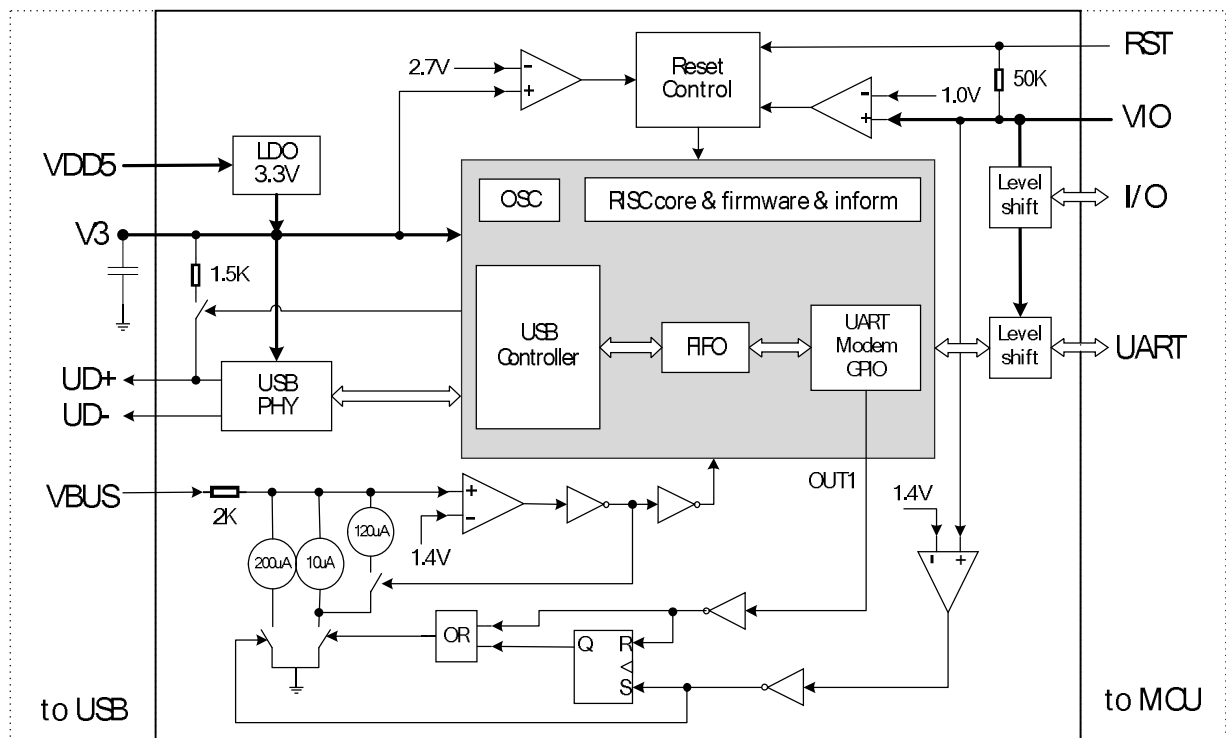 RST
2.7V
-
+
Reset
Control
50K
-
+
1.0V
VIO
VDD5
LDO
3.3V
OSC
RISC core & firmware & inform
Level
shift
I/O
V3
1.5K
USB
Controller
FIFO
UART
Modem
GPIO
Level
shift
UART
UD+
UD-
USB
PHY
VBUS
2K
+
-
1.4V
OUT1
1.4V
120uA
200uA
10uA
-
+
OR
Q
R
<
S
to USB
to MCU